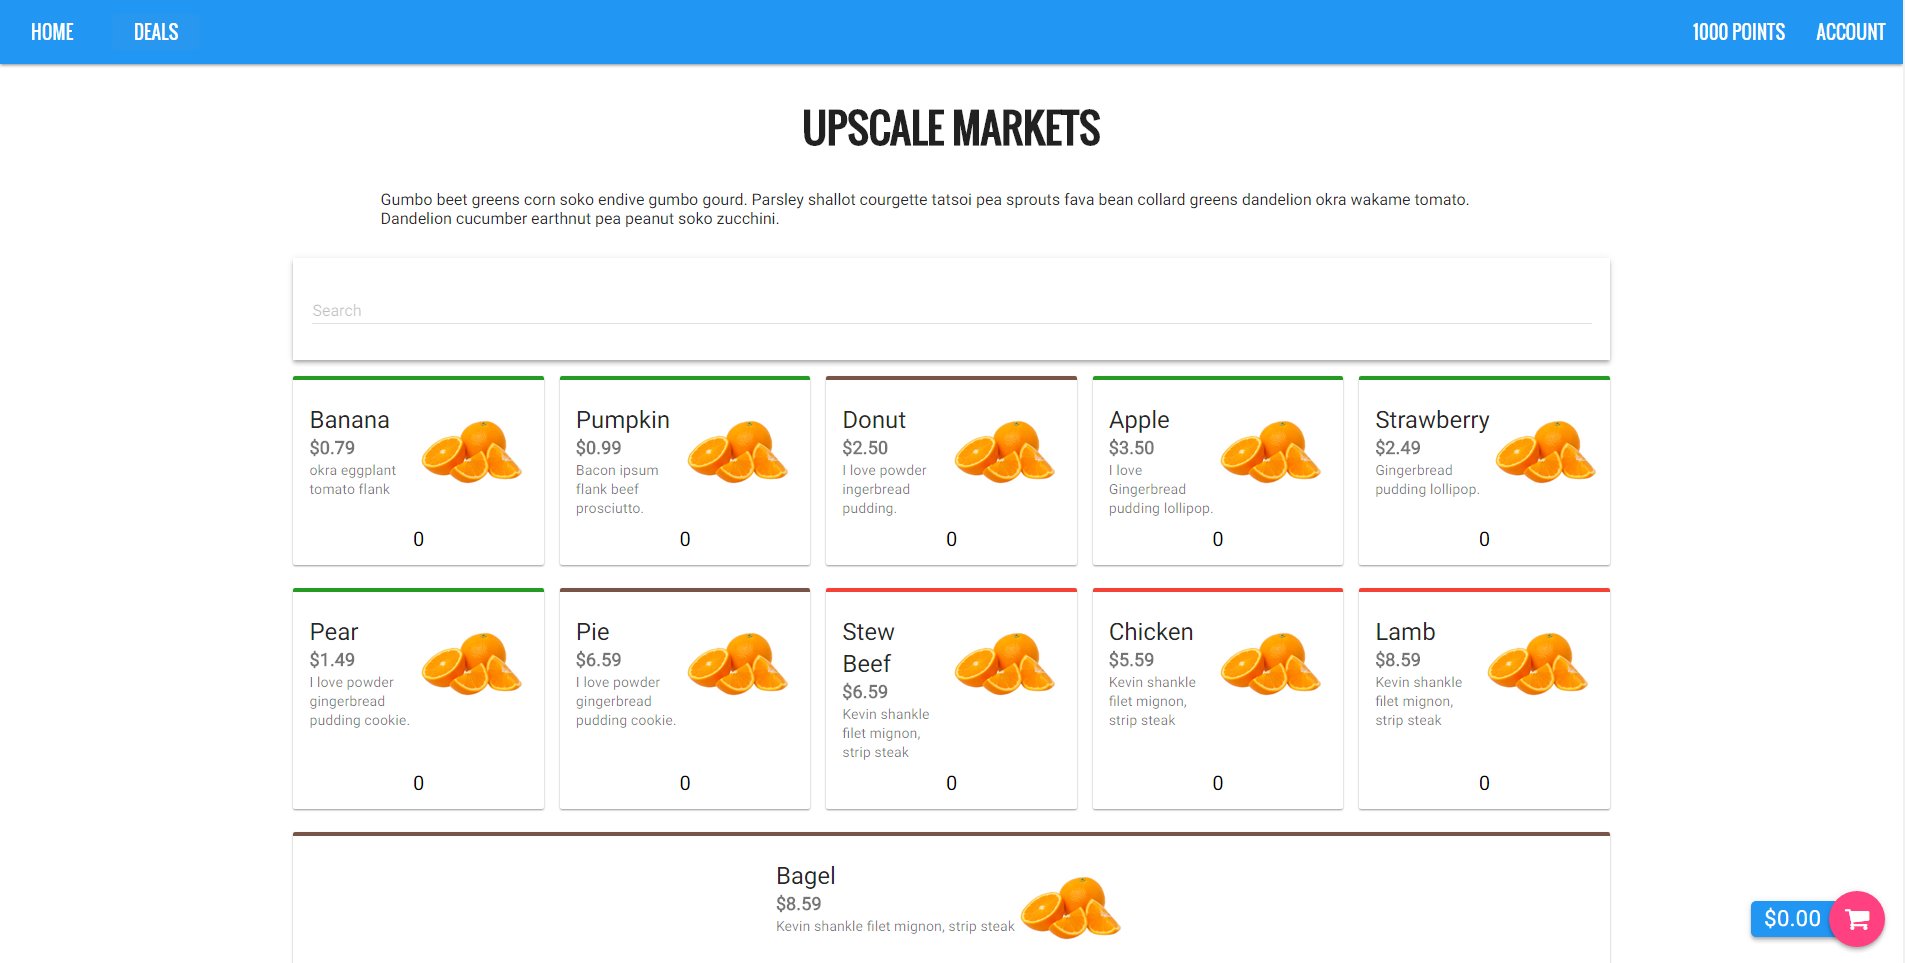 HOME DEALS 1000 POINTS ACCOUNT
UPSCALE MARKETS
Gumbo beet greens corn soko endive gumbo gourd. Parsley shallot courgette tatsoi pea sprouts fava bean collard greens dandelion okra wakame tomato.
Dandelion cucumber earthnut pea peanut soko zucchini.
Search
Banana
$0.79
okra eggplant
tomato flank
0
Pumpkin
$0.99
Bacon ipsum
flank beef
prosciutto.
0
Donut
$2.50
I love powder
ingerbread
pudding.
0
Apple
$3.50
I love
Gingerbread
pudding lollipop.
0
Strawberry
$2.49
Gingerbread
pudding lollipop.
0
Pear
$1.49
I love powder
gingerbread
pudding cookie.
0
Pie
$6.59
I love powder
gingerbread
pudding cookie.
0
Stew
Beef
$6.59
Kevin shankle
filet mignon,
strip steak
0
Chicken
$5.59
Kevin shankle
filet mignon,
strip steak
0
Lamb
$8.59
Kevin shankle
filet mignon,
strip steak
0
Bagel
$8.59
Kevin shankle filet mignon, strip steak
$0.00